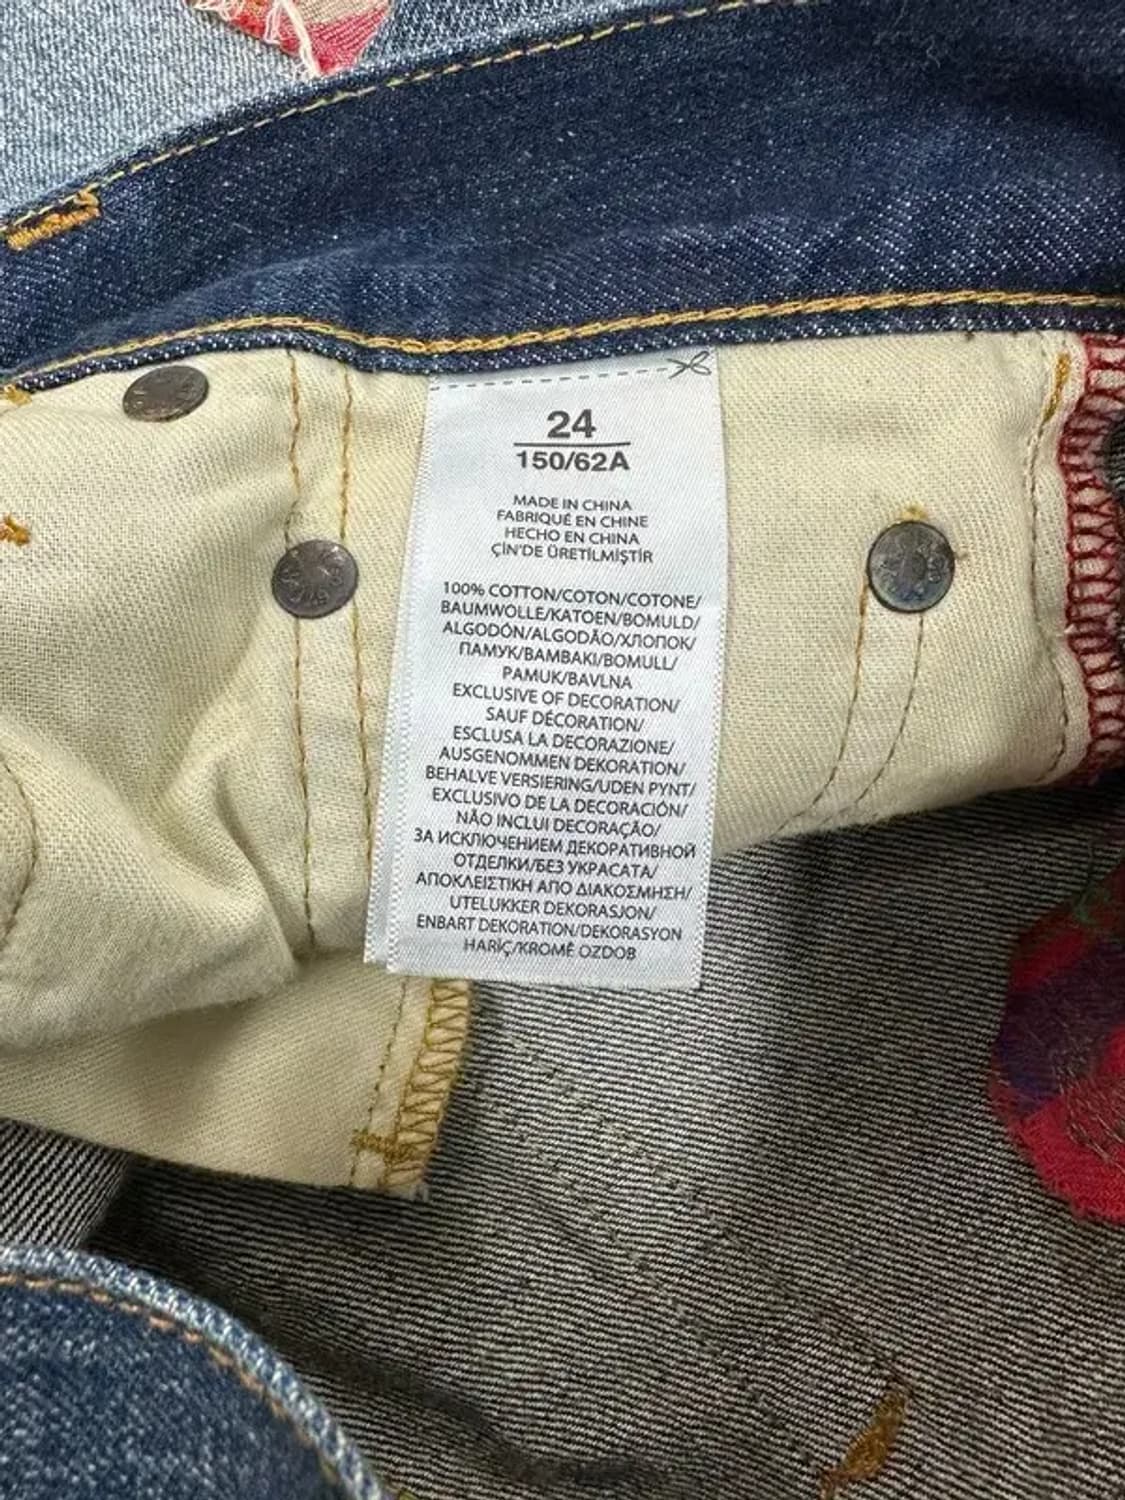 24
150/62A
MADE IN CHINA
FABRIQUÉ EN CHINE
HECHO EN CHINA
ÇİN'DE ÜRETİLMİŞTİR
100% COTTON/COTON/COTONE/
BAUMWOLLE/KATOEN/BOMULD/
ALGODÓN/ALGODÃO/ХЛОПОК/
ПАМУК/ΒΑΜΒΑΚΙ/BOMULL/
PAMUK/BAVLNA
EXCLUSIVE OF DECORATION/
SAUF DÉCORATION/
ESCLUSA LA DECORAZIONE/
AUSGENOMMEN DEKORATION/
BEHALVE VERSIERING/UDEN PYNT/
EXCLUSIVO DE LA DECORACIÓN/
NÃO INCLUI DECORAÇÃO/
ЗА ИСКЛЮЧЕНИЕМ ДЕКОРАТИВНОЙ
ОТДЕЛКИ/БЕЗ УКРАСАТА/
ΑΠΟΚΛΕΙΣΤΙΚΗ ΑΠΟ ΔΙΑΚΟΣΜΗΣΗ/
UTELUKKER DEKORASJON/
ENBART DEKORATION/DEKORASYON
HARİÇ/KROMĚ OZDOB